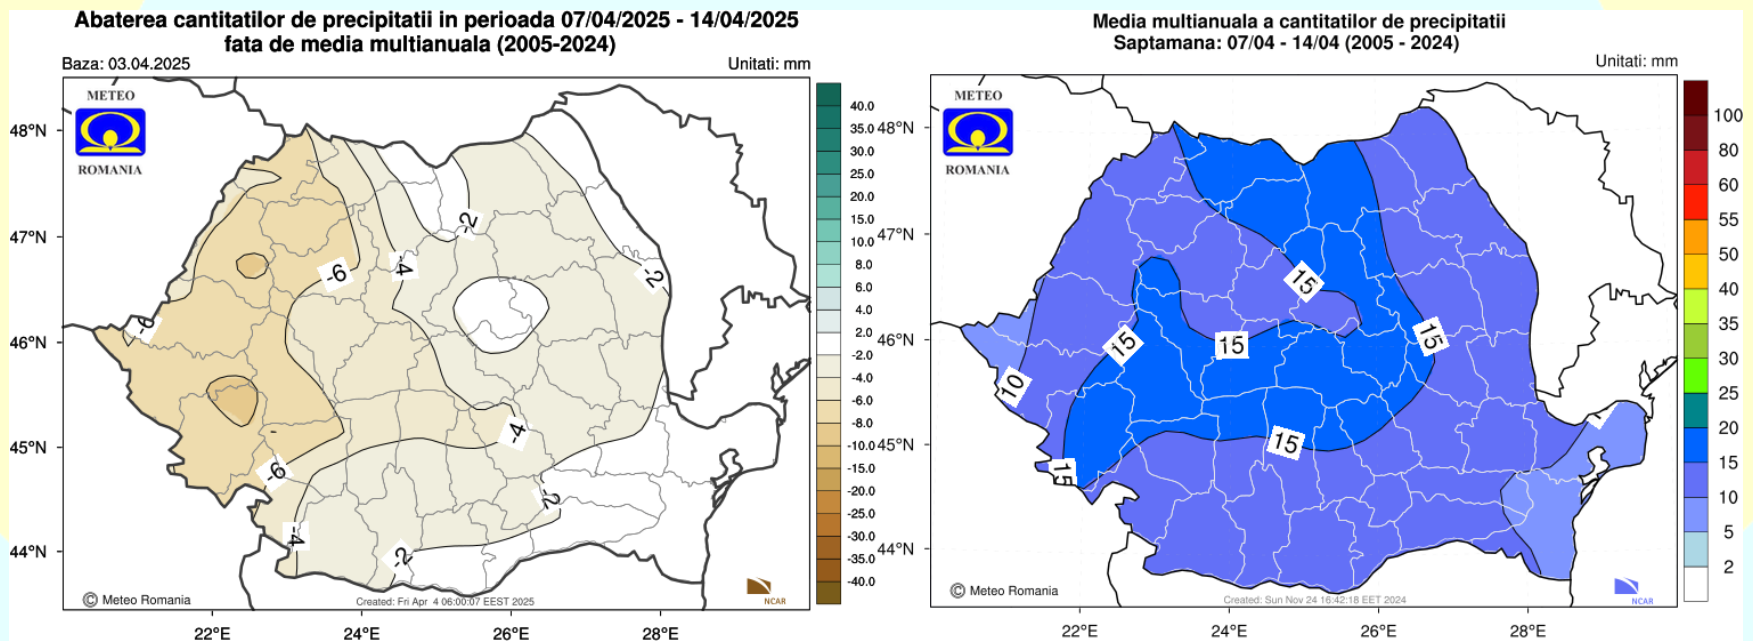 Abaterea cantitatilor de precipitatii in perioada 07/04/2025 - 14/04/2025
fata de media multianuala (2005-2024)
Baza: 03.04.2025
Unitati: mm
METEO
ROMANIA
48°N
47°N
46°N
45°N
44°N
22°E
24°E
26°E
28°E
-2
-4
-6
-2
-6
-4
-6
-2
-4
-2
40.0
35.0
30.0
25.0
20.0
15.0
10.0
8.0
6.0
4.0
2.0
-2.0
-4.0
-6.0
-8.0
-10.0
-15.0
-20.0
-25.0
-30.0
-35.0
-40.0
© Meteo Romania
Created: Fri Apr 4 06:00:07 EEST 2025
NCAR
Media multianuala a cantitatilor de precipitatii
Saptamana: 07/04 - 14/04 (2005 - 2024)
Unitati: mm
METEO
ROMANIA
48°N
47°N
46°N
45°N
44°N
22°E
24°E
26°E
28°E
15
15
15
15
10
15
15
100
80
60
55
50
40
35
30
25
20
15
10
5
2
© Meteo Romania
Created: Sun Nov 24 16:42:18 EET 2024
NCAR